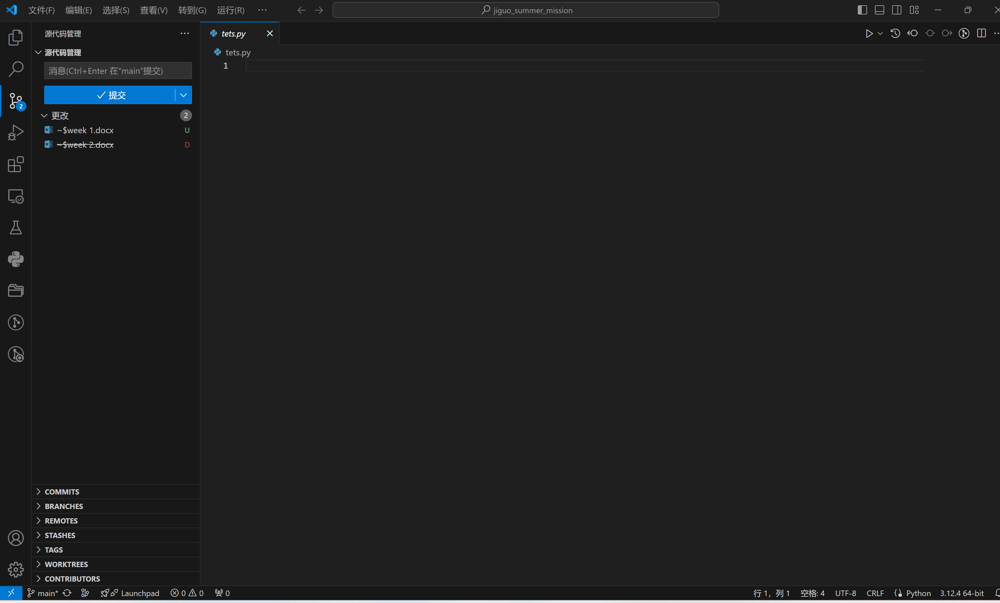 文件(F) 编辑(E) 选择(S) 查看(V) 转到(G) 运行(R) ··· jiguo_summer_mission
源代码管理 ···
tets.py
源代码管理
tets.py
消息(Ctrl+Enter 在“main”提交)
1
提交
2
更改 2
~$week 1.docx U
~$week 2.docx D
COMMITS
BRANCHES
REMOTES
STASHES
TAGS
WORKTREES
CONTRIBUTORS
main* Launchpad 0 0 0 行 1，列 1 空格: 4 UTF-8 CRLF Python 3.12.4 64-bit